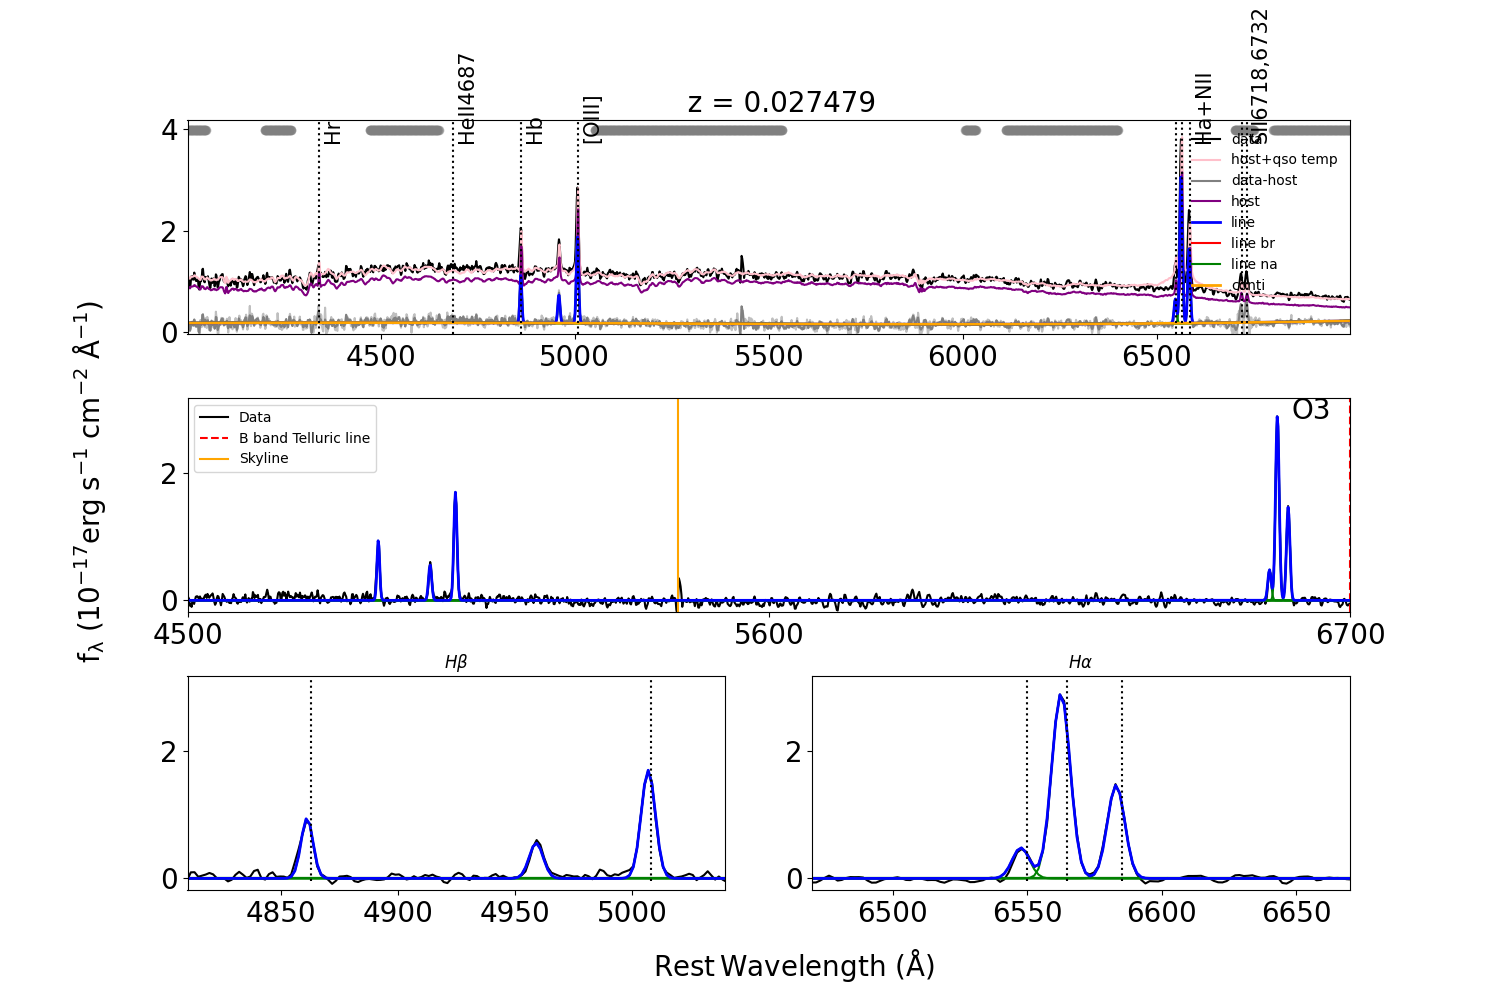 z = 0.027479
Hr
HeII4687
Hb
[OIII]
Ha+NII
SII6718,6732
4
2
0
data
host+qso temp
data-host
host
line
line br
line na
conti
4500
5000
5500
6000
6500
fλ (10⁻¹⁷erg s⁻¹ cm⁻² Å⁻¹)
Data
B band Telluric line
Skyline
O3
2
0
4500
5600
6700
Hβ
Hα
2
0
2
0
4850
4900
4950
5000
6500
6550
6600
6650
Rest Wavelength (Å)